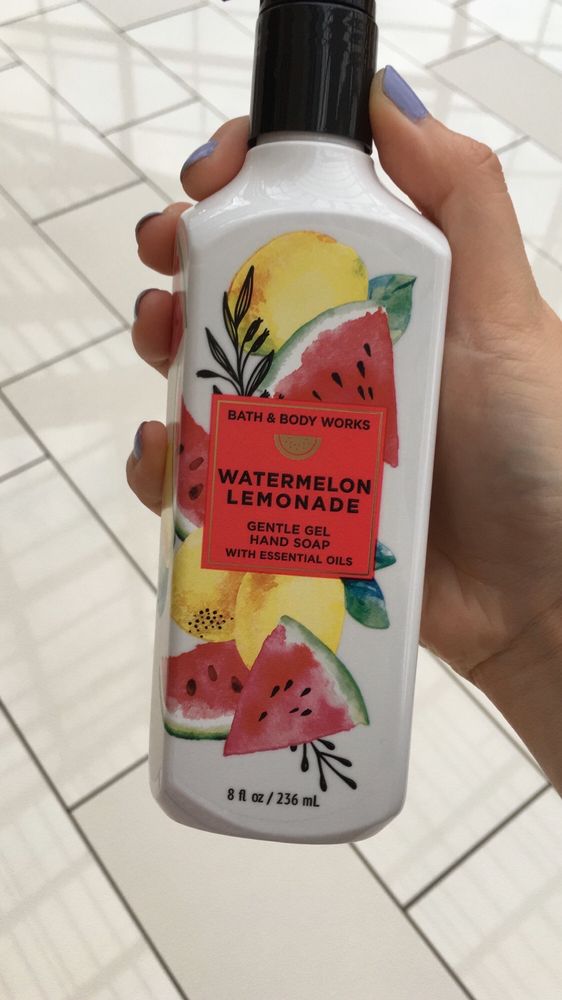 BATH & BODY WORKS
WATERMELON
LEMONADE
GENTLE GEL
HAND SOAP
WITH ESSENTIAL OILS
8 fl oz / 236 mL